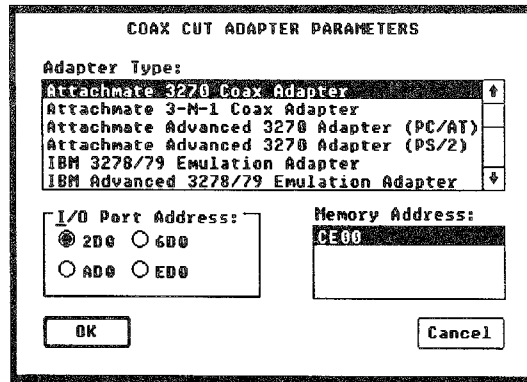 COAX CUT ADAPTER PARAMETERS
Adapter Type:
Attachmate 3270 Coax Adapter
Attachmate 3-N-1 Coax Adapter
Attachmate Advanced 3270 Adapter (PC/AT)
Attachmate Advanced 3270 Adapter (PS/2)
IBM 3278/79 Emulation Adapter
IBM Advanced 3278/79 Emulation Adapter
I/O Port Address:
2D0 6D0
AD0 ED0
Memory Address:
CE00
OK
Cancel